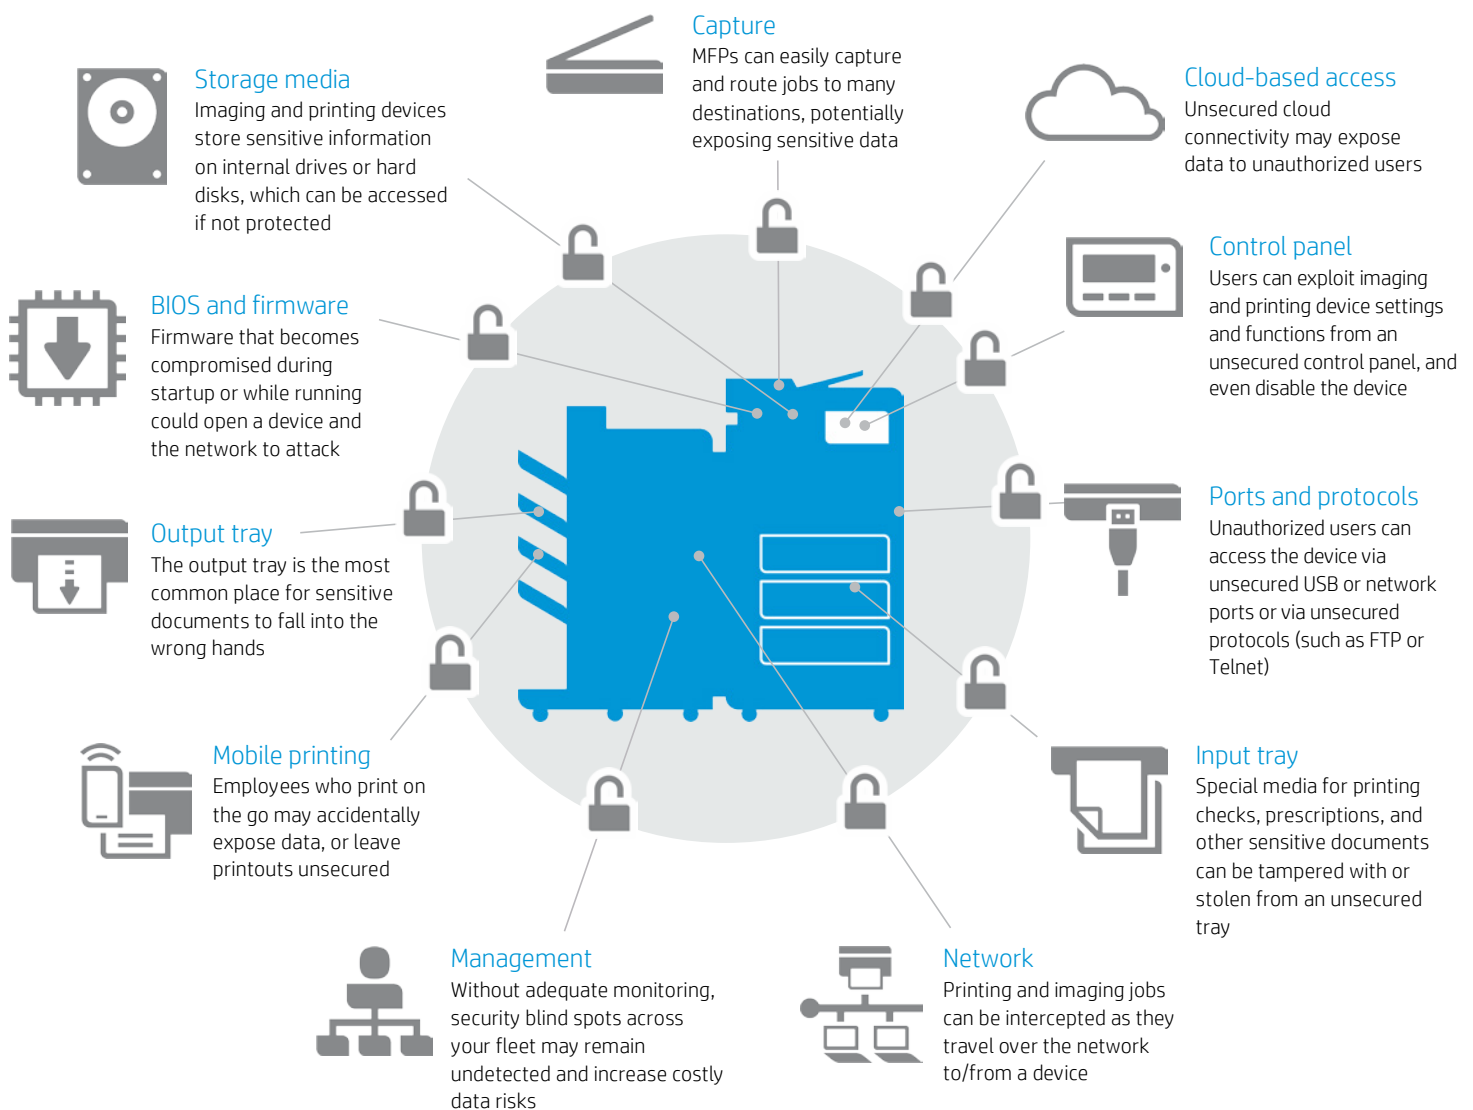 Capture
MFPs can easily capture
and route jobs to many
destinations, potentially
exposing sensitive data
Storage media
Imaging and printing devices
store sensitive information
on internal drives or hard
disks, which can be accessed
if not protected
Cloud-based access
Unsecured cloud
connectivity may expose
data to unauthorized users
Control panel
Users can exploit imaging
and printing device settings
and functions from an
unsecured control panel, and
even disable the device
BIOS and firmware
Firmware that becomes
compromised during
startup or while running
could open a device and
the network to attack
Ports and protocols
Unauthorized users can
access the device via
unsecured USB or network
ports or via unsecured
protocols (such as FTP or
Telnet)
Output tray
The output tray is the most
common place for sensitive
documents to fall into the
wrong hands
Mobile printing
Employees who print on
the go may accidentally
expose data, or leave
printouts unsecured
Input tray
Special media for printing
checks, prescriptions, and
other sensitive documents
can be tampered with or
stolen from an unsecured
tray
Management
Without adequate monitoring,
security blind spots across
your fleet may remain
undetected and increase costly
data risks
Network
Printing and imaging jobs
can be intercepted as they
travel over the network
to/from a device